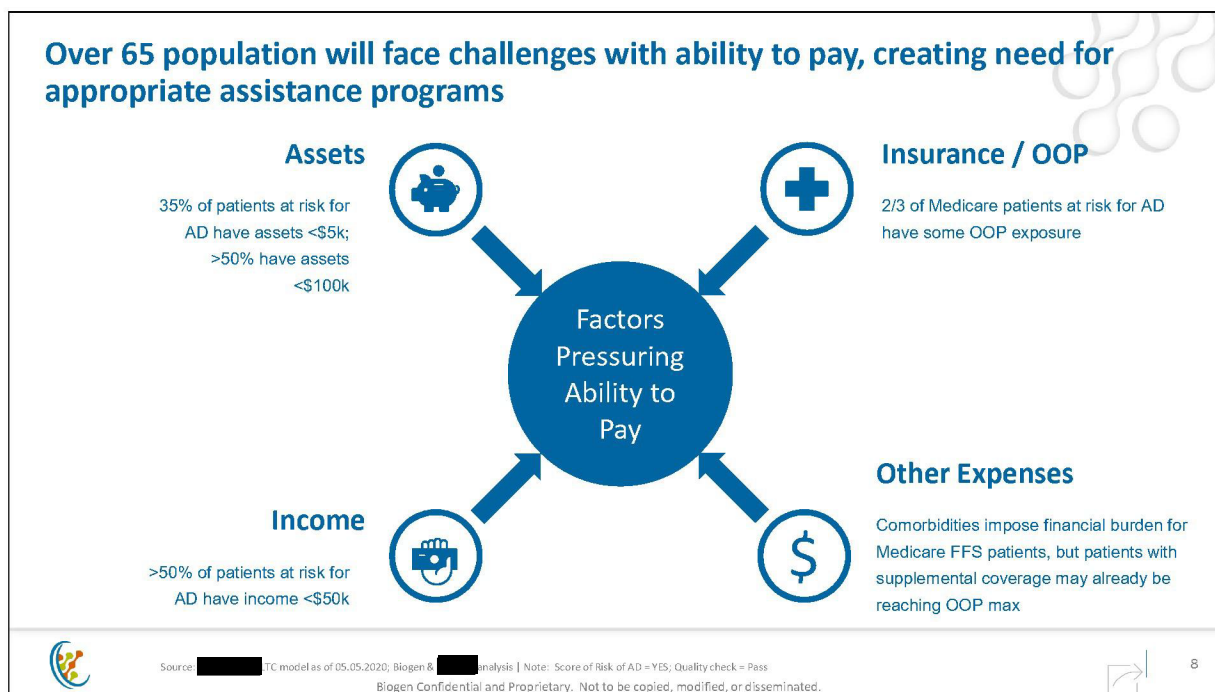 Over 65 population will face challenges with ability to pay, creating need for
appropriate assistance programs
Assets
35% of patients at risk for
AD have assets <$5k;
>50% have assets
<$100k
Insurance / OOP
2/3 of Medicare patients at risk for AD
have some OOP exposure
Factors
Pressuring
Ability to
Pay
Income
>50% of patients at risk for
AD have income <$50k
Other Expenses
$
Comorbidities impose financial burden for
Medicare FFS patients, but patients with
supplemental coverage may already be
reaching OOP max
Source: LTC model as of 05.05.2020; Biogen & analysis | Note: Score of Risk of AD = YES; Quality check = Pass
Biogen Confidential and Proprietary. Not to be copied, modified, or disseminated.
8